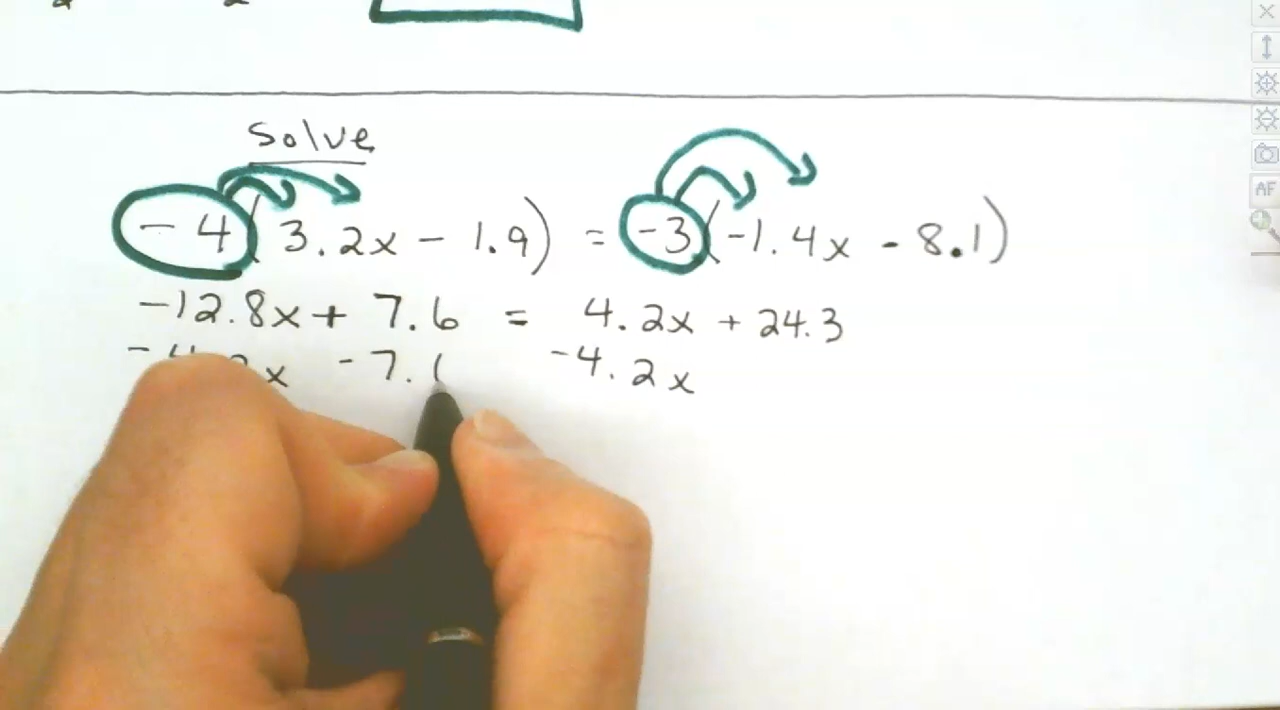 Solve
-4(3.2x - 1.9) = -3(-1.4x - 8.1)
-12.8x + 7.6 = 4.2x + 24.3
x -7. -4.2x
AF